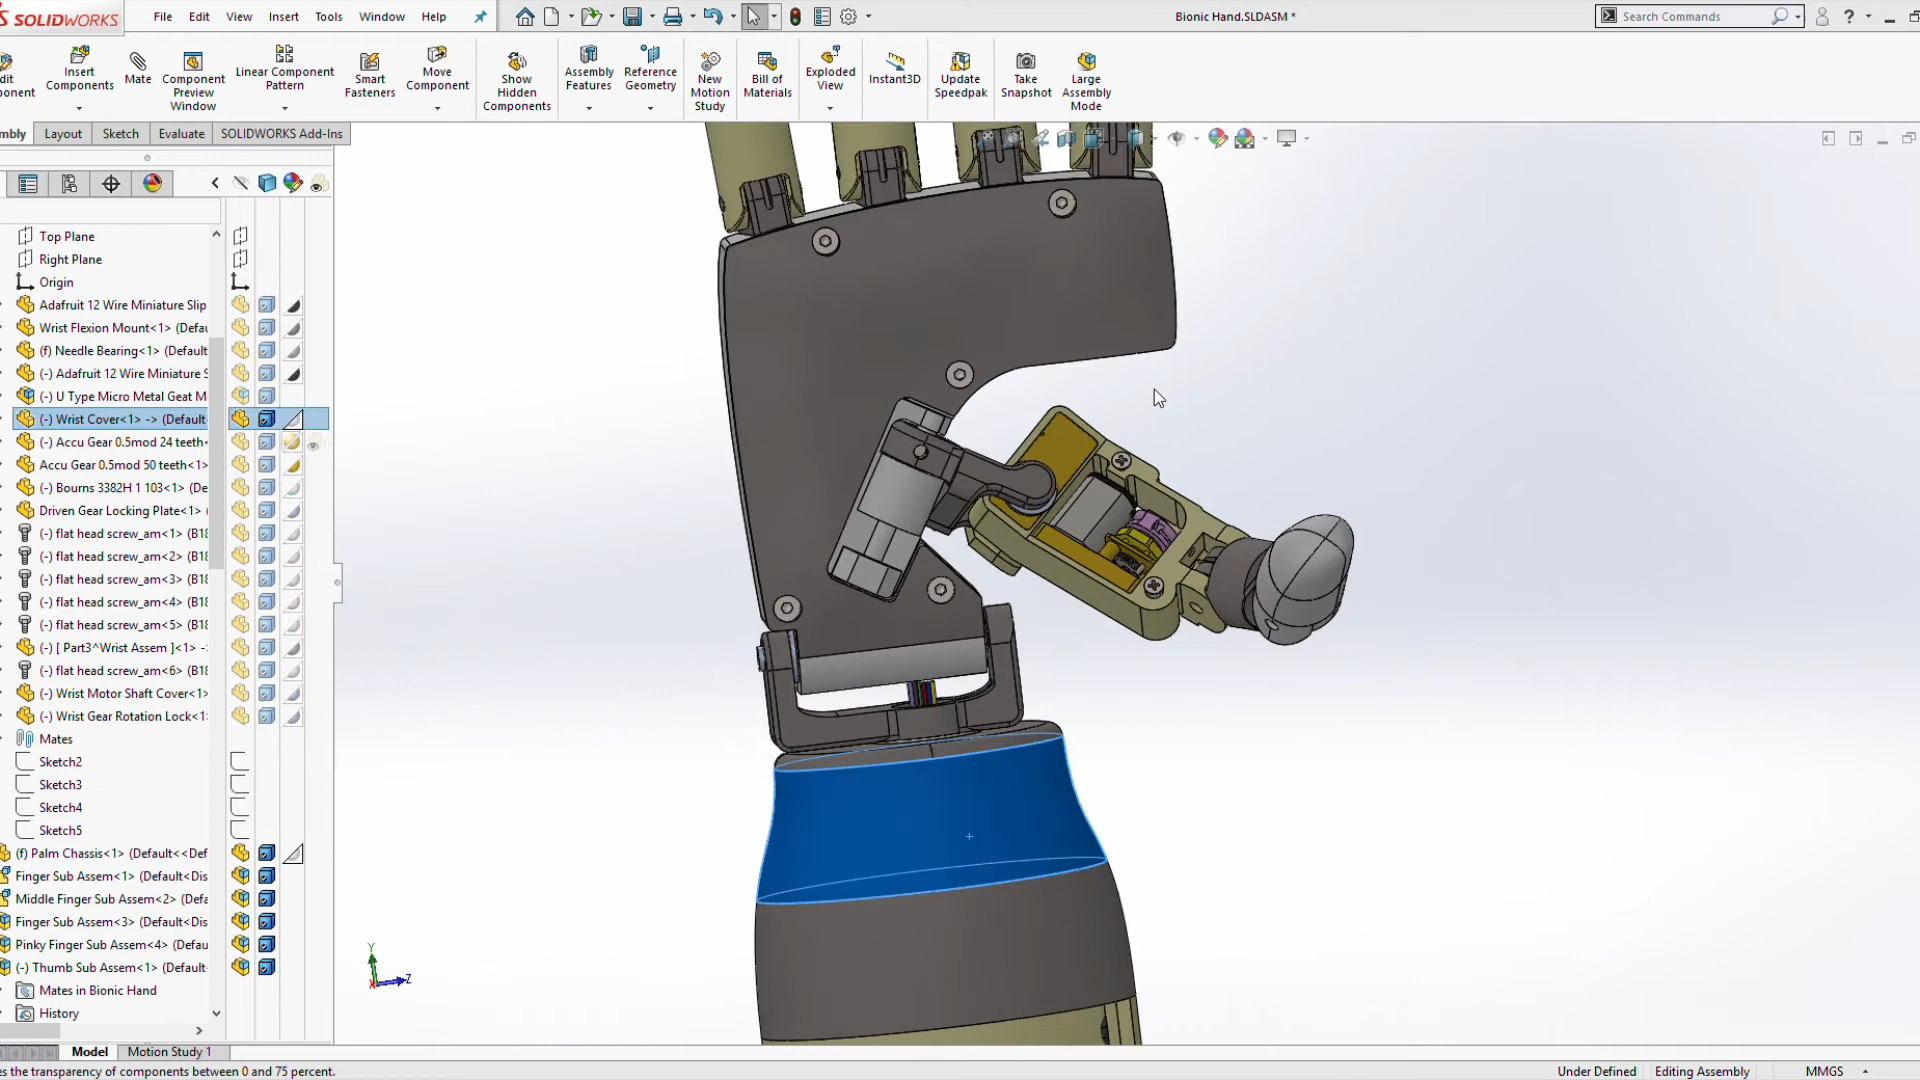 SOLIDWORKS
File Edit View Insert Tools Window Help
Bionic Hand.SLDASM *
Search Commands
Insert Components
Mate
Component Preview Window
Linear Component Pattern
Smart Fasteners
Move Component
Show Hidden Components
Assembly Features
Reference Geometry
New Motion Study
Bill of Materials
Exploded View
Instant3D
Update Speedpak
Take Snapshot
Large Assembly Mode
mbly Layout Sketch Evaluate SOLIDWORKS Add-Ins
Top Plane
Right Plane
Origin
Adafruit 12 Wire Miniature Slip
Wrist Flexion Mount<1> (Defau
(f) Needle Bearing<1> (Default
(-) Adafruit 12 Wire Miniature S
(-) U Type Micro Metal Geat M
(-) Wrist Cover<1> -> (Default
(-) Accu Gear 0.5mod 24 teeth<
Accu Gear 0.5mod 50 teeth<1>
(-) Bourns 3382H 1 103<1> (De
Driven Gear Locking Plate<1> (
(-) flat head screw_am<1> (B18
(-) flat head screw_am<2> (B18
(-) flat head screw_am<3> (B18
(-) flat head screw_am<4> (B18
(-) flat head screw_am<5> (B18
(-) [ Part3^Wrist Assem ]<1> ->
(-) flat head screw_am<6> (B18
(-) Wrist Motor Shaft Cover<1>
(-) Wrist Gear Rotation Lock<1>
Mates
Sketch2
Sketch3
Sketch4
Sketch5
(f) Palm Chassis<1> (Default<<Def
Finger Sub Assem<1> (Default<Dis
Middle Finger Sub Assem<2> (Defa
Finger Sub Assem<3> (Default<Dis
Pinky Finger Sub Assem<4> (Defau
(-) Thumb Sub Assem<1> (Default<
Mates in Bionic Hand
History
Y
X
Z
Model Motion Study 1
es the transparency of components between 0 and 75 percent.
Under Defined Editing Assembly MMGS